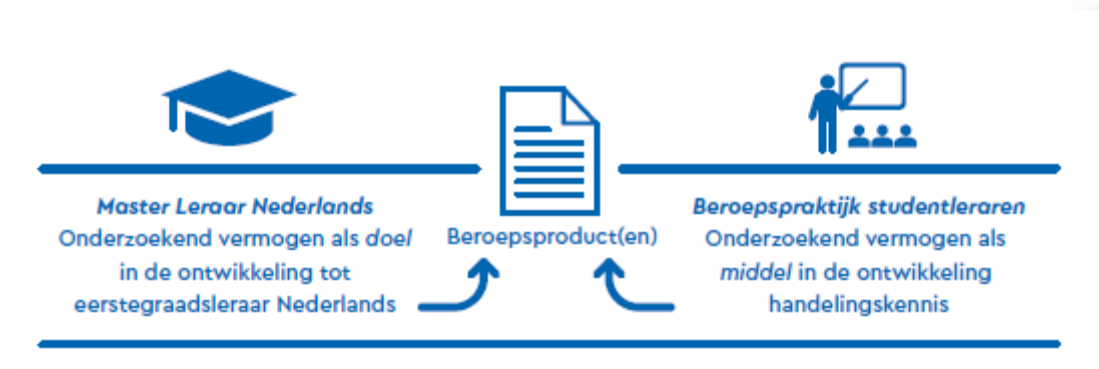 Master Leraar Nederlands
Onderzoekend vermogen als doel
in de ontwikkeling tot
eerstegraadsleraar Nederlands
Beroepsproduct(en)
Beroepspraktijk studentleraren
Onderzoekend vermogen als
middel in de ontwikkeling
handelingskennis